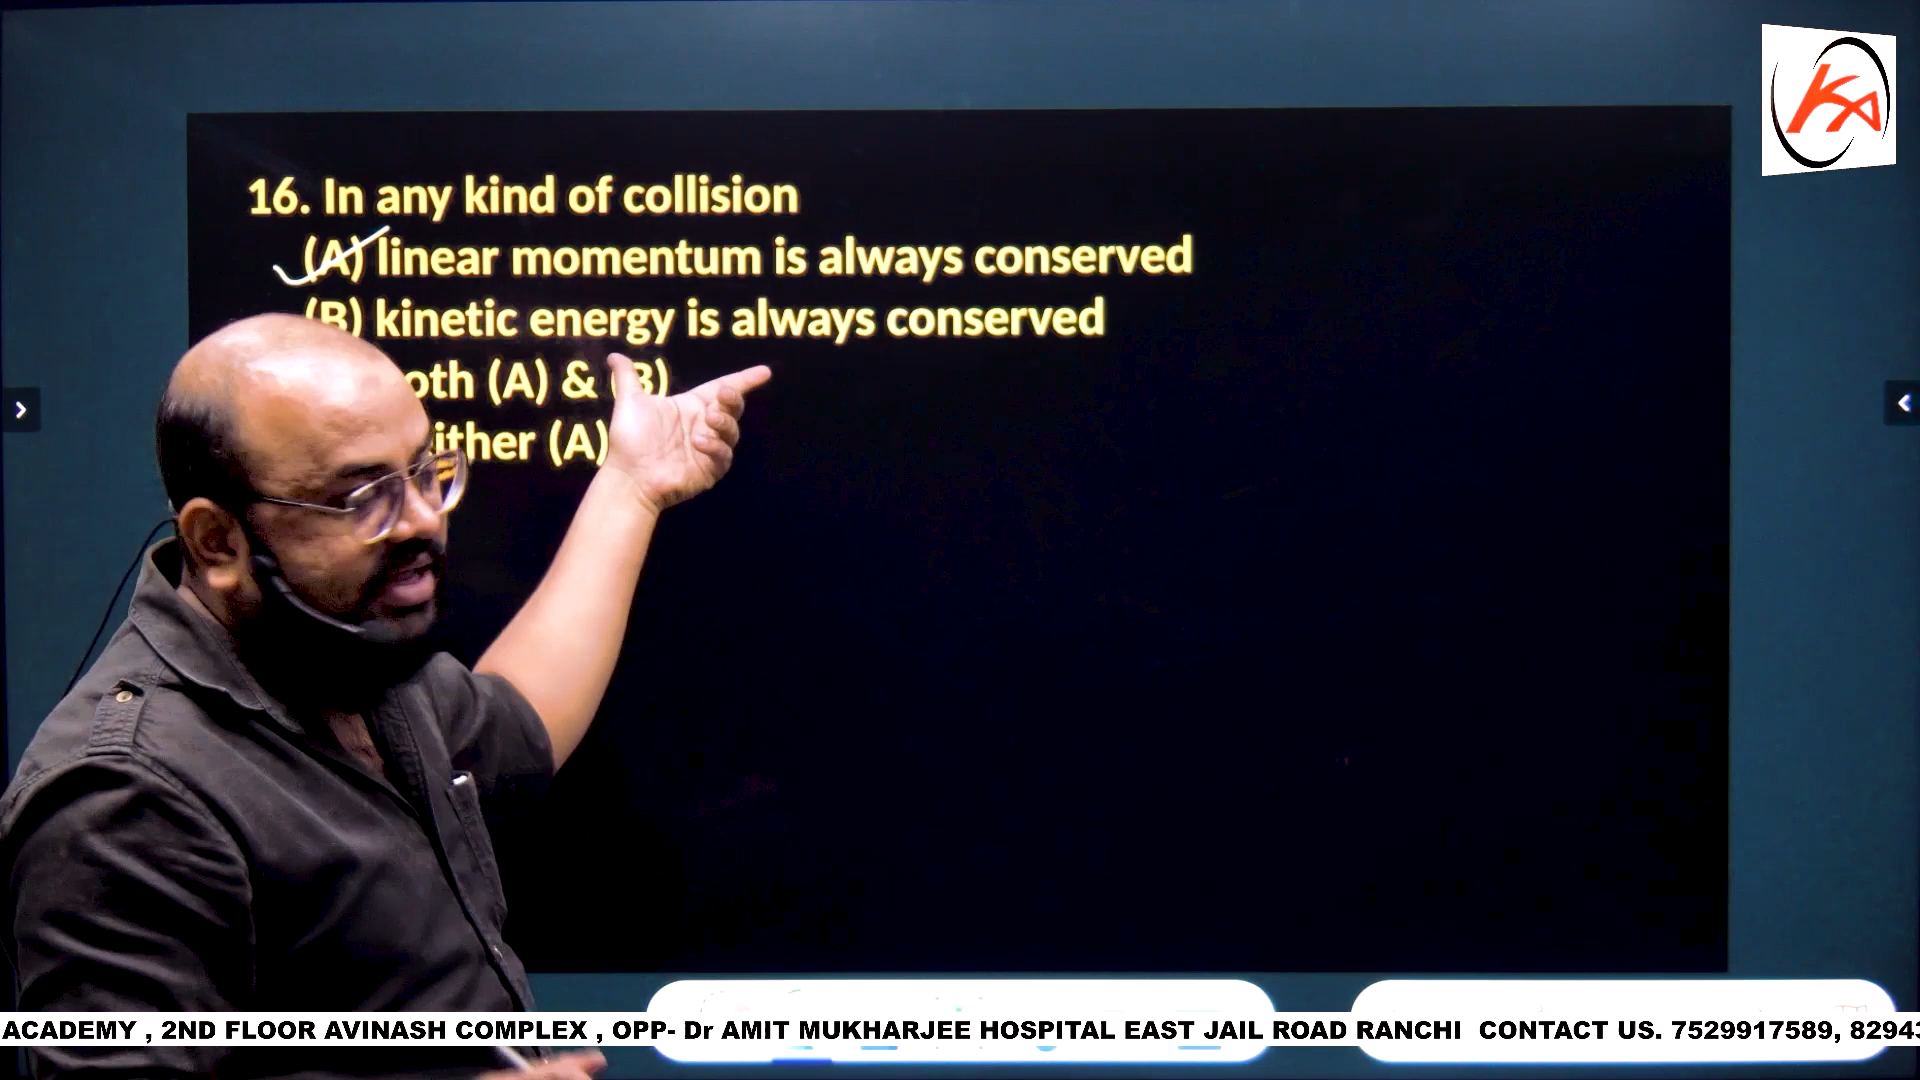 16. In any kind of collision
(A) linear momentum is always conserved
(B) kinetic energy is always conserved
(A) & (B)
(A)
KA
ACADEMY , 2ND FLOOR AVINASH COMPLEX , OPP- Dr AMIT MUKHARJEE HOSPITAL EAST JAIL ROAD RANCHI CONTACT US. 7529917589,